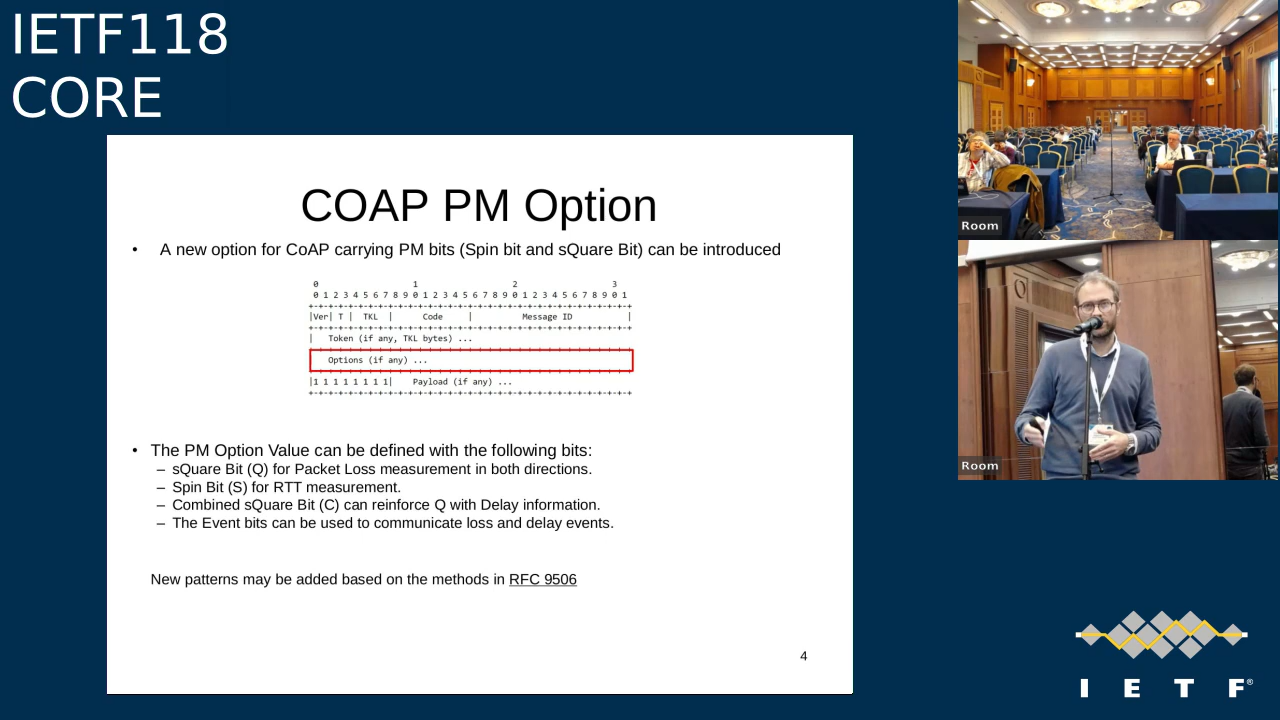 IETF118
CORE
COAP PM Option
• A new option for CoAP carrying PM bits (Spin bit and sQuare Bit) can be introduced
0 1 2 3
0 1 2 3 4 5 6 7 8 9 0 1 2 3 4 5 6 7 8 9 0 1 2 3 4 5 6 7 8 9 0 1
+-+-+-+-+-+-+-+-+-+-+-+-+-+-+-+-+-+-+-+-+-+-+-+-+-+-+-+-+-+-+-+-+
|Ver| T | TKL | Code | Message ID |
+-+-+-+-+-+-+-+-+-+-+-+-+-+-+-+-+-+-+-+-+-+-+-+-+-+-+-+-+-+-+-+-+
| Token (if any, TKL bytes) ...
+-+-+-+-+-+-+-+-+-+-+-+-+-+-+-+-+-+-+-+-+-+-+-+-+-+-+-+-+-+-+-+-+
Options (if any) ...
+-+-+-+-+-+-+-+-+-+-+-+-+-+-+-+-+-+-+-+-+-+-+-+-+-+-+-+-+-+-+-+-+
|1 1 1 1 1 1 1 1| Payload (if any) ...
+-+-+-+-+-+-+-+-+-+-+-+-+-+-+-+-+-+-+-+-+-+-+-+-+-+-+-+-+-+-+-+-+
• The PM Option Value can be defined with the following bits:
– sQuare Bit (Q) for Packet Loss measurement in both directions.
– Spin Bit (S) for RTT measurement.
– Combined sQuare Bit (C) can reinforce Q with Delay information.
– The Event bits can be used to communicate loss and delay events.
New patterns may be added based on the methods in RFC 9506
4
Room
Room
I E T F®